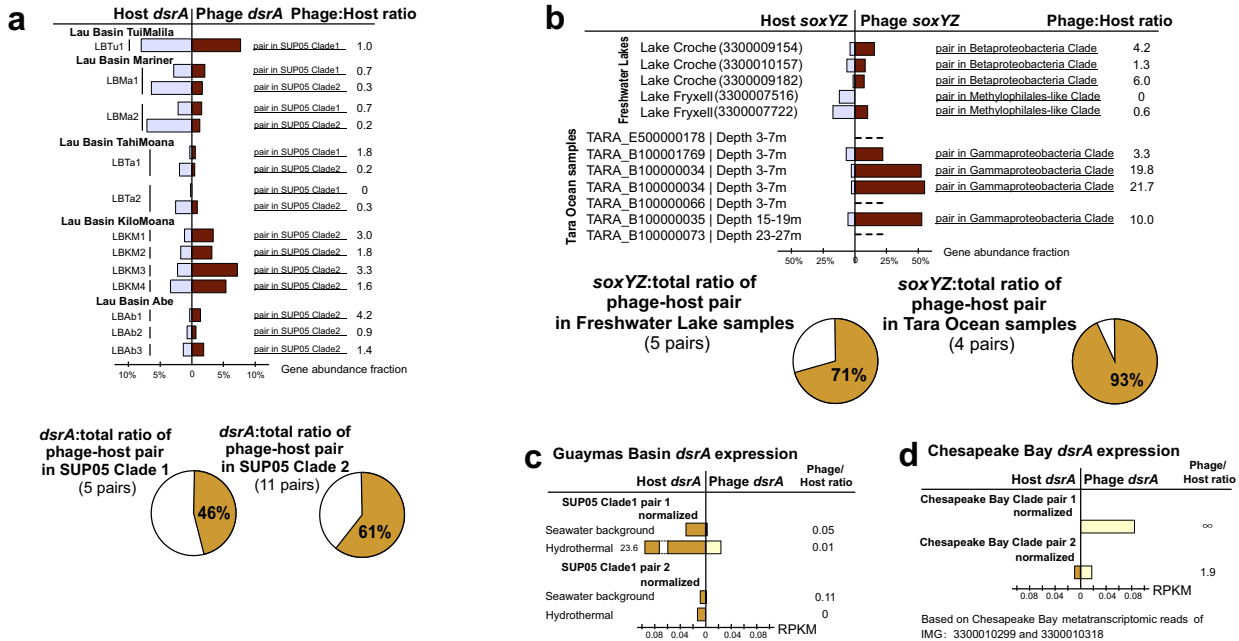 a
Host dsrA Phage dsrA Phage:Host ratio
Lau Basin TuiMalila
LBTu1 pair in SUP05 Clade1 1.0
Lau Basin Mariner
LBMa1 pair in SUP05 Clade1 0.7
pair in SUP05 Clade2 0.3
LBMa2 pair in SUP05 Clade1 0.7
pair in SUP05 Clade2 0.2
Lau Basin TahiMoana
LBTa1 pair in SUP05 Clade1 1.8
pair in SUP05 Clade2 0.2
LBTa2 pair in SUP05 Clade1 0
pair in SUP05 Clade2 0.3
Lau Basin KiloMoana
LBKM1 pair in SUP05 Clade2 3.0
LBKM2 pair in SUP05 Clade2 1.8
LBKM3 pair in SUP05 Clade2 3.3
LBKM4 pair in SUP05 Clade2 1.6
Lau Basin Abe
LBAb1 pair in SUP05 Clade2 4.2
LBAb2 pair in SUP05 Clade2 0.9
LBAb3 pair in SUP05 Clade2 1.4
10% 5% 0 5% 10% Gene abundance fraction
dsrA:total ratio of
phage-host pair
in SUP05 Clade 1
(5 pairs)
46%
dsrA:total ratio of
phage-host pair
in SUP05 Clade 2
(11 pairs)
61%
b
Host soxYZ Phage soxYZ Phage:Host ratio
Freshwater Lakes
Lake Croche (3300009154) pair in Betaproteobacteria Clade 4.2
Lake Croche (3300010157) pair in Betaproteobacteria Clade 1.3
Lake Croche (3300009182) pair in Betaproteobacteria Clade 6.0
Lake Fryxell (3300007516) pair in Methylophilales-like Clade 0
Lake Fryxell (3300007722) pair in Methylophilales-like Clade 0.6
Tara Ocean samples
TARA_E500000178 | Depth 3-7m
TARA_B100001769 | Depth 3-7m pair in Gammaproteobacteria Clade 3.3
TARA_B100000034 | Depth 3-7m pair in Gammaproteobacteria Clade 19.8
TARA_B100000034 | Depth 3-7m pair in Gammaproteobacteria Clade 21.7
TARA_B100000066 | Depth 3-7m
TARA_B100000035 | Depth 15-19m pair in Gammaproteobacteria Clade 10.0
TARA_B100000073 | Depth 23-27m
Gene abundance fraction
50% 25% 0 25% 50%
soxYZ:total ratio of
phage-host pair
in Freshwater Lake samples
(5 pairs)
71%
soxYZ:total ratio of
phage-host pair
in Tara Ocean samples
(4 pairs)
93%
c Guaymas Basin dsrA expression
Host dsrA Phage dsrA Phage/
Host ratio
SUP05 Clade1 pair 1
normalized
Seawater background 0.05
Hydrothermal 23.6 0.01
SUP05 Clade1 pair 2
normalized
Seawater background 0.11
Hydrothermal 0
0.08 0.04 0 0.04 0.08 RPKM
d Chesapeake Bay dsrA expression
Host dsrA Phage dsrA Phage/
Host ratio
Chesapeake Bay Clade pair 1
normalized
∞
Chesapeake Bay Clade pair 2
normalized
1.9
0.08 0.04 0 0.04 0.08 RPKM
Based on Chesapeake Bay metatranscriptomic reads of
IMG: 3300010299 and 3300010318